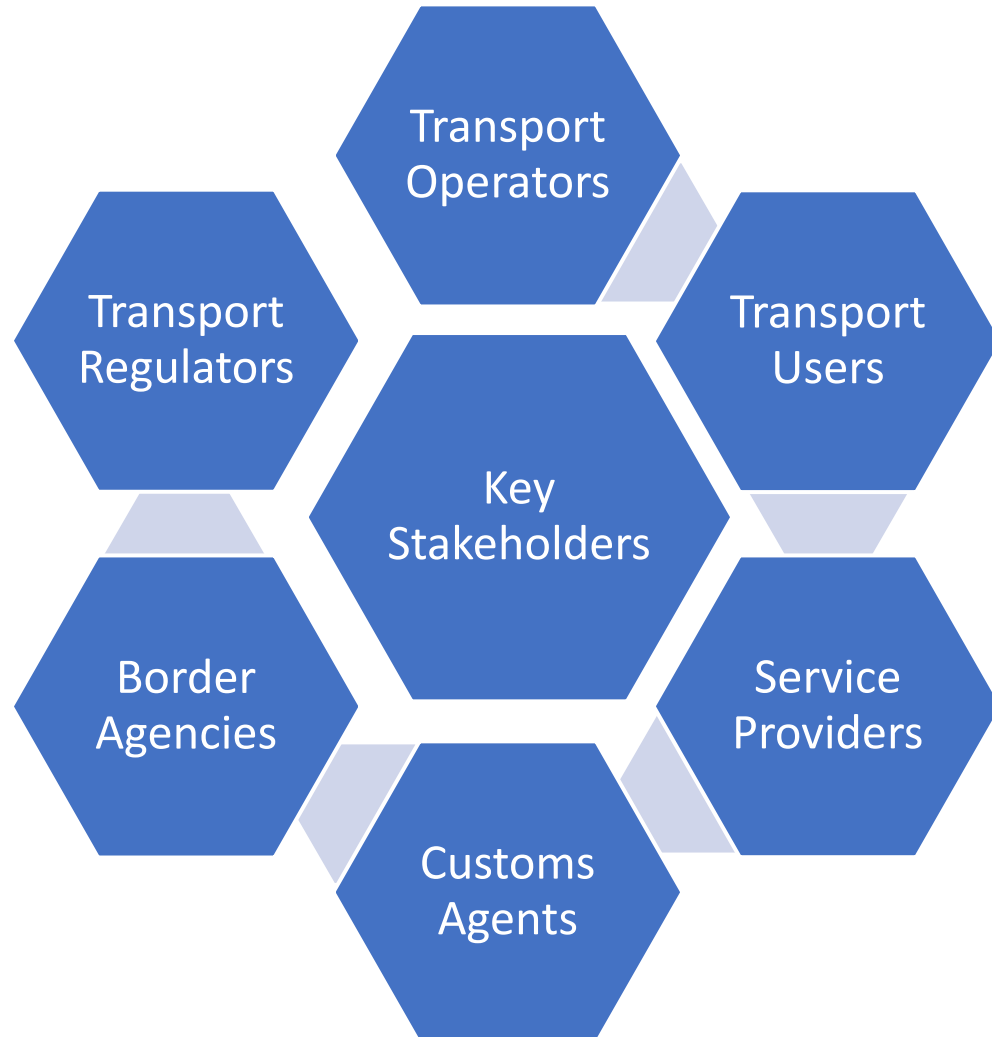 Transport
Operators
Transport
Regulators
Transport
Users
Key
Stakeholders
Border
Agencies
Service
Providers
Customs
Agents